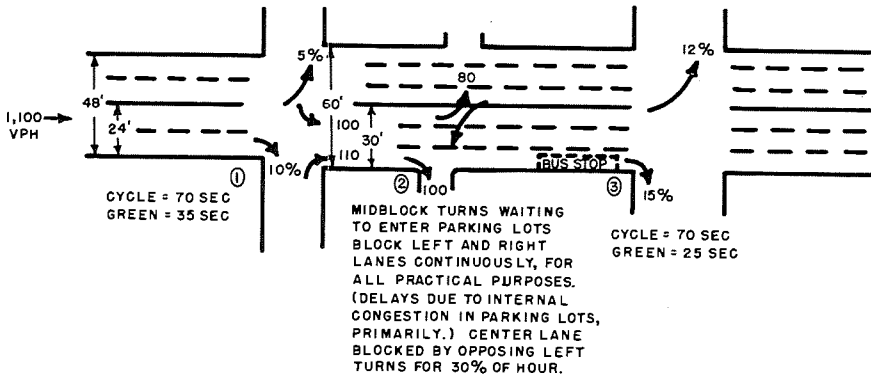 5%
12%
80
48'
60'
1,100
VPH
24'
100
30'
110
10%
BUS STOP
①
②
100
③
15%
CYCLE = 70 SEC
GREEN = 35 SEC
MIDBLOCK TURNS WAITING
TO ENTER PARKING LOTS
BLOCK LEFT AND RIGHT
LANES CONTINUOUSLY, FOR
ALL PRACTICAL PURPOSES.
(DELAYS DUE TO INTERNAL
CONGESTION IN PARKING LOTS,
PRIMARILY.) CENTER LANE
BLOCKED BY OPPOSING LEFT
TURNS FOR 30% OF HOUR.
CYCLE = 70 SEC
GREEN = 25 SEC